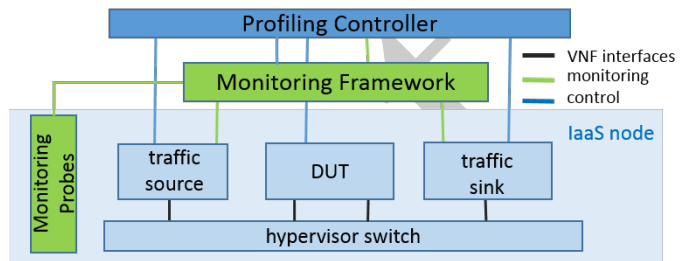 Profiling Controller
VNF interfaces
monitoring
control
Monitoring Framework
IaaS node
Monitoring
Probes
traffic
source
DUT
traffic
sink
hypervisor switch